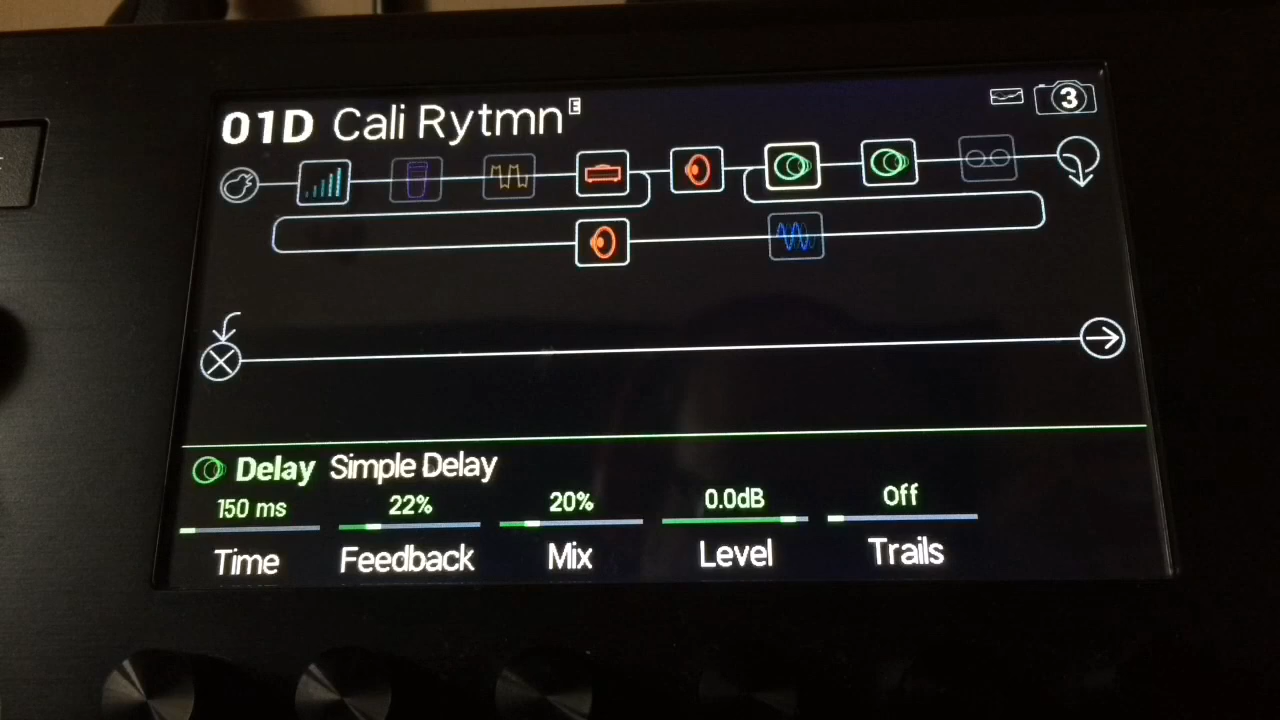 01D Cali Rytmn E
3
Delay Simple Delay
150 ms 22% 20% 0.0dB Off
Time Feedback Mix Level Trails